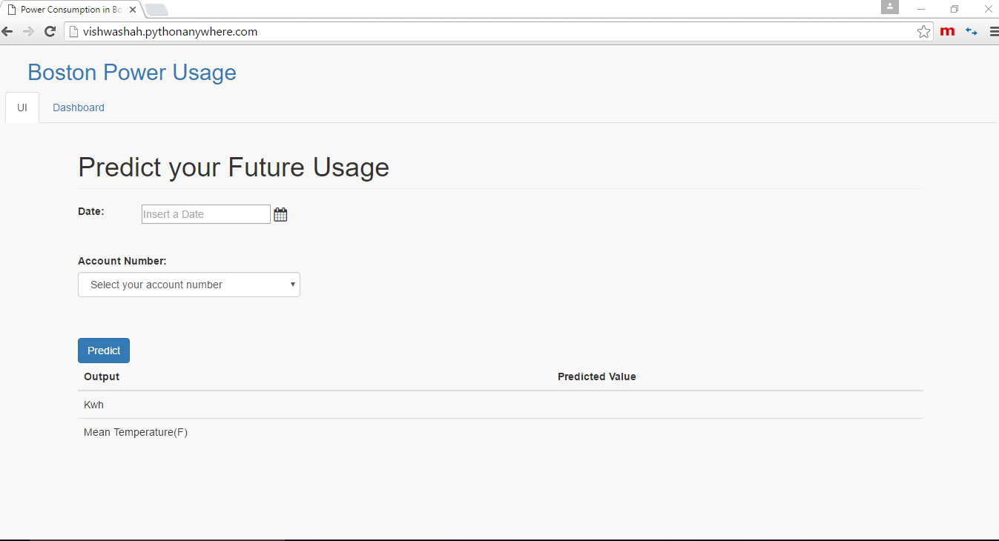 Power Consumption in Bo
vishwashah.pythonanywhere.com
m
Boston Power Usage
UI Dashboard
Predict your Future Usage
Date: Insert a Date
Account Number:
Select your account number
Predict
Output Predicted Value
Kwh
Mean Temperature(F)